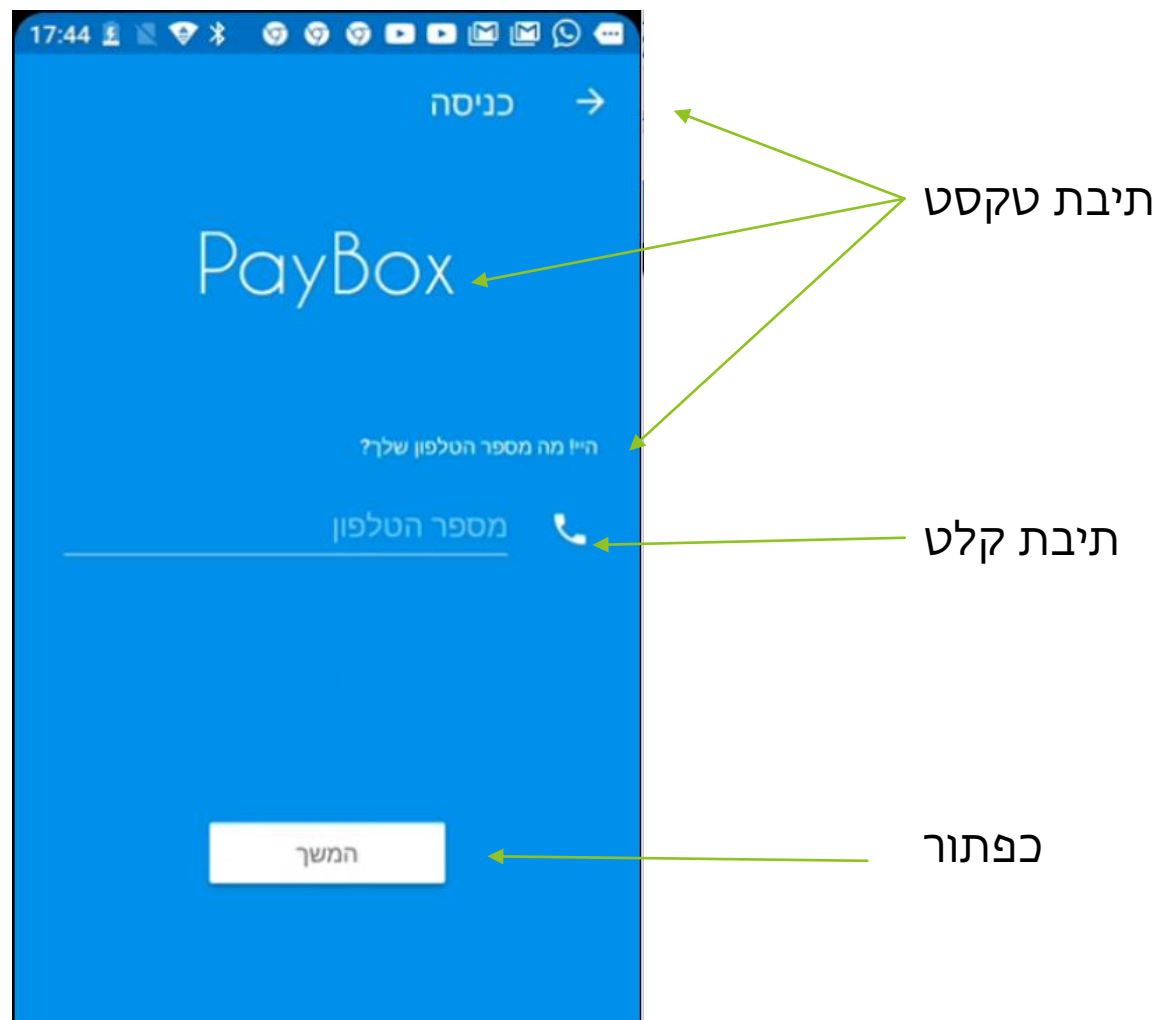 17:44
כניסה
תיבת טקסט
PayBox
היי! מה מספר הטלפון שלך?
מספר הטלפון
תיבת קלט
המשך
כפתור